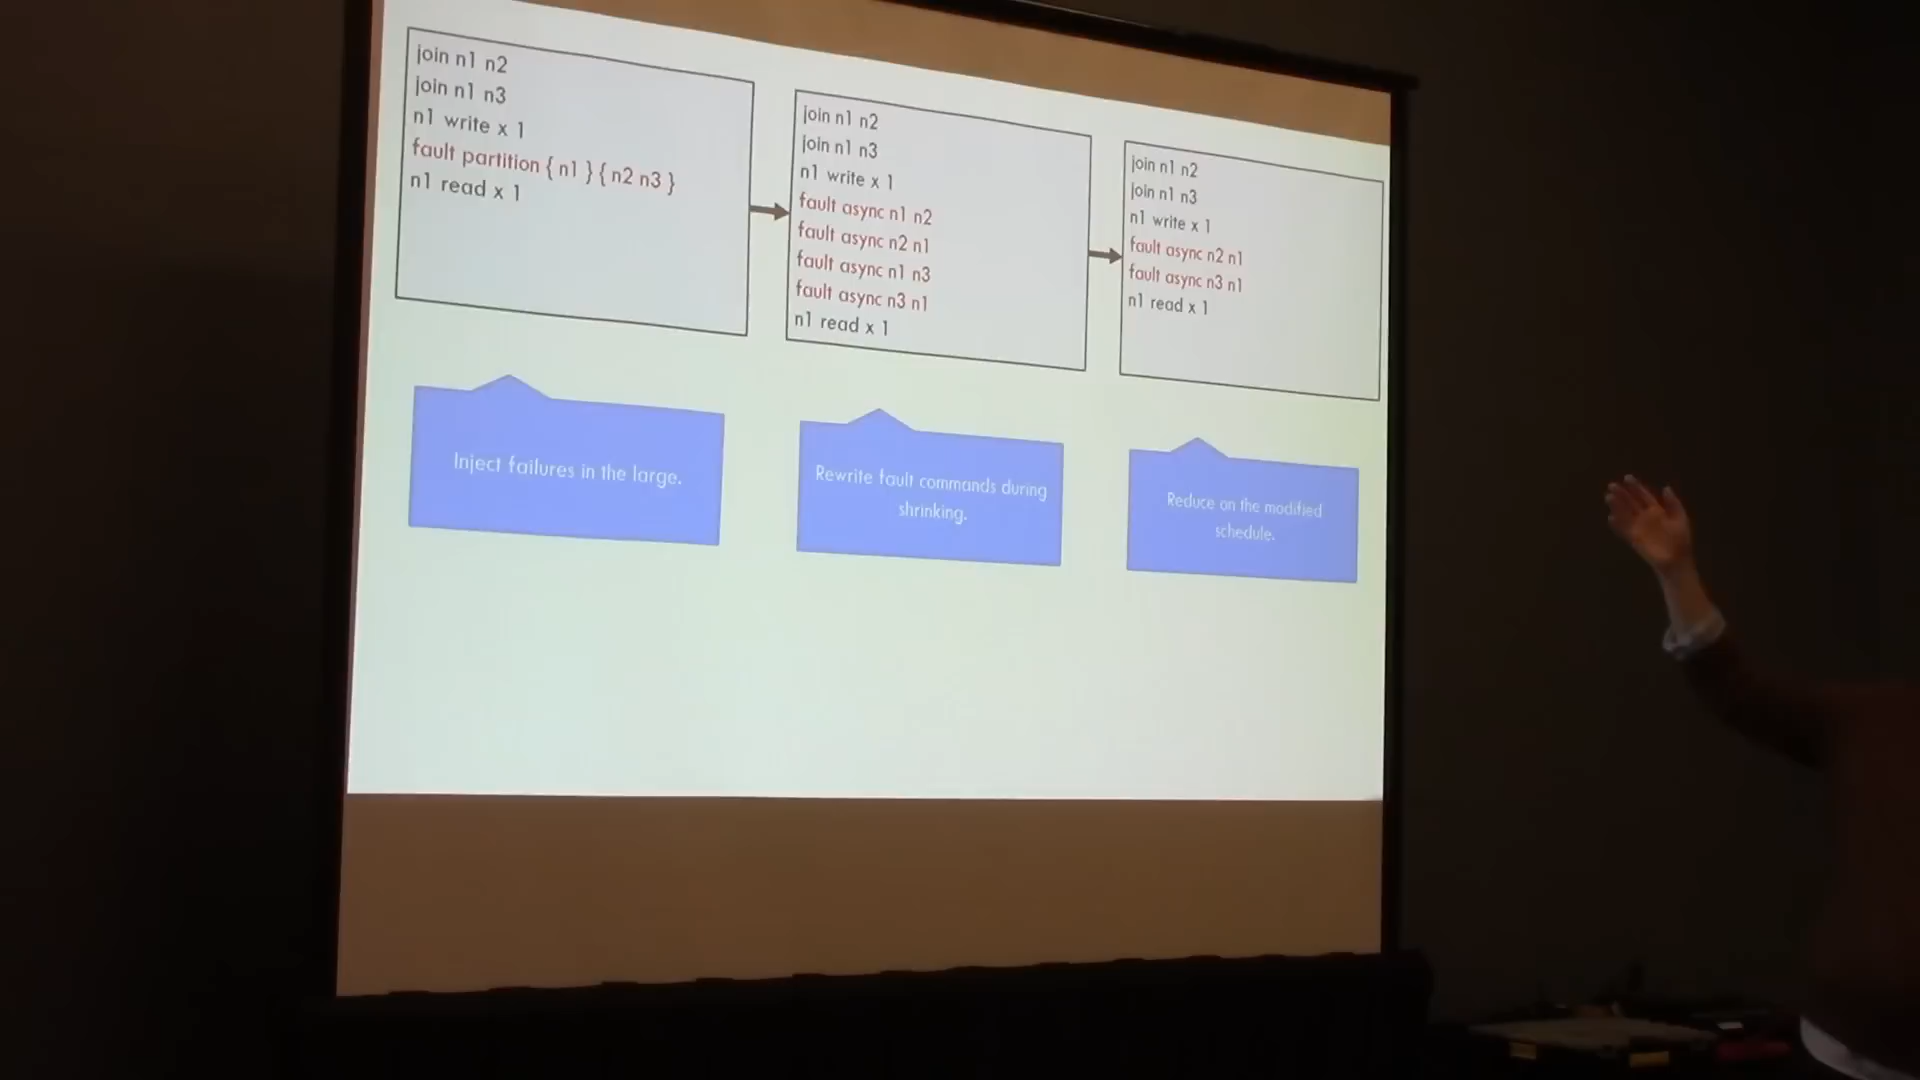 join n1 n2
join n1 n3
n1 write x 1
fault partition { n1 } { n2 n3 }
n1 read x 1
join n1 n2
join n1 n3
n1 write x 1
fault async n1 n2
fault async n2 n1
fault async n1 n3
fault async n3 n1
n1 read x 1
join n1 n2
join n1 n3
n1 write x 1
fault async n2 n1
fault async n3 n1
n1 read x 1
Inject failures in the large.
Rewrite fault commands during
shrinking.
Reduce on the modified
schedule.